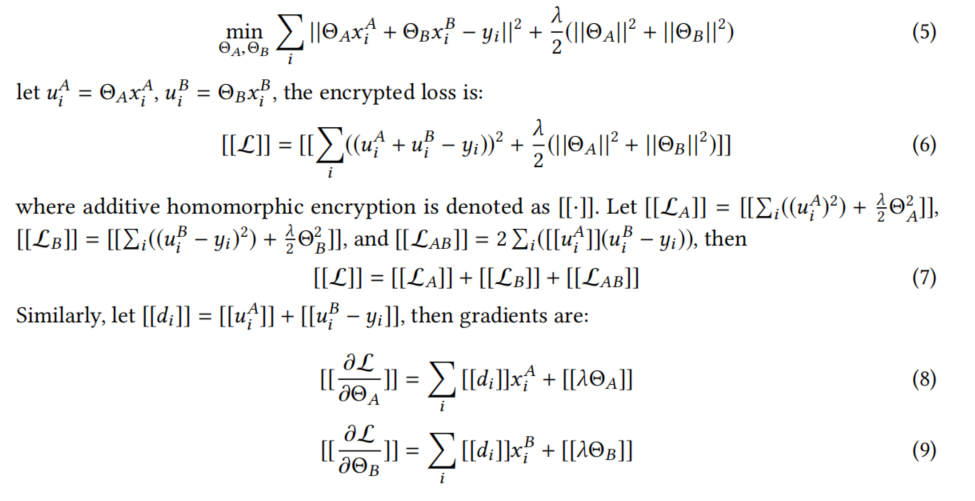 min_{Θ_A,Θ_B} ∑_i ||Θ_A x_i^A + Θ_B x_i^B − y_i||² + λ/2 (||Θ_A||² + ||Θ_B||²) (5)
let u_i^A = Θ_A x_i^A, u_i^B = Θ_B x_i^B, the encrypted loss is:
[[ℒ]] = [[∑_i ((u_i^A + u_i^B − y_i))² + λ/2 (||Θ_A||² + ||Θ_B||²)]] (6)
where additive homomorphic encryption is denoted as [[·]]. Let [[ℒ_A]] = [[∑_i((u_i^A)²) + λ/2 Θ_A²]],
[[ℒ_B]] = [[∑_i((u_i^B − y_i)²) + λ/2 Θ_B²]], and [[ℒ_AB]] = 2 ∑_i([[u_i^A]](u_i^B − y_i)), then
[[ℒ]] = [[ℒ_A]] + [[ℒ_B]] + [[ℒ_AB]] (7)
Similarly, let [[d_i]] = [[u_i^A]] + [[u_i^B − y_i]], then gradients are:
[[∂ℒ/∂Θ_A]] = ∑_i [[d_i]]x_i^A + [[λΘ_A]] (8)
[[∂ℒ/∂Θ_B]] = ∑_i [[d_i]]x_i^B + [[λΘ_B]] (9)